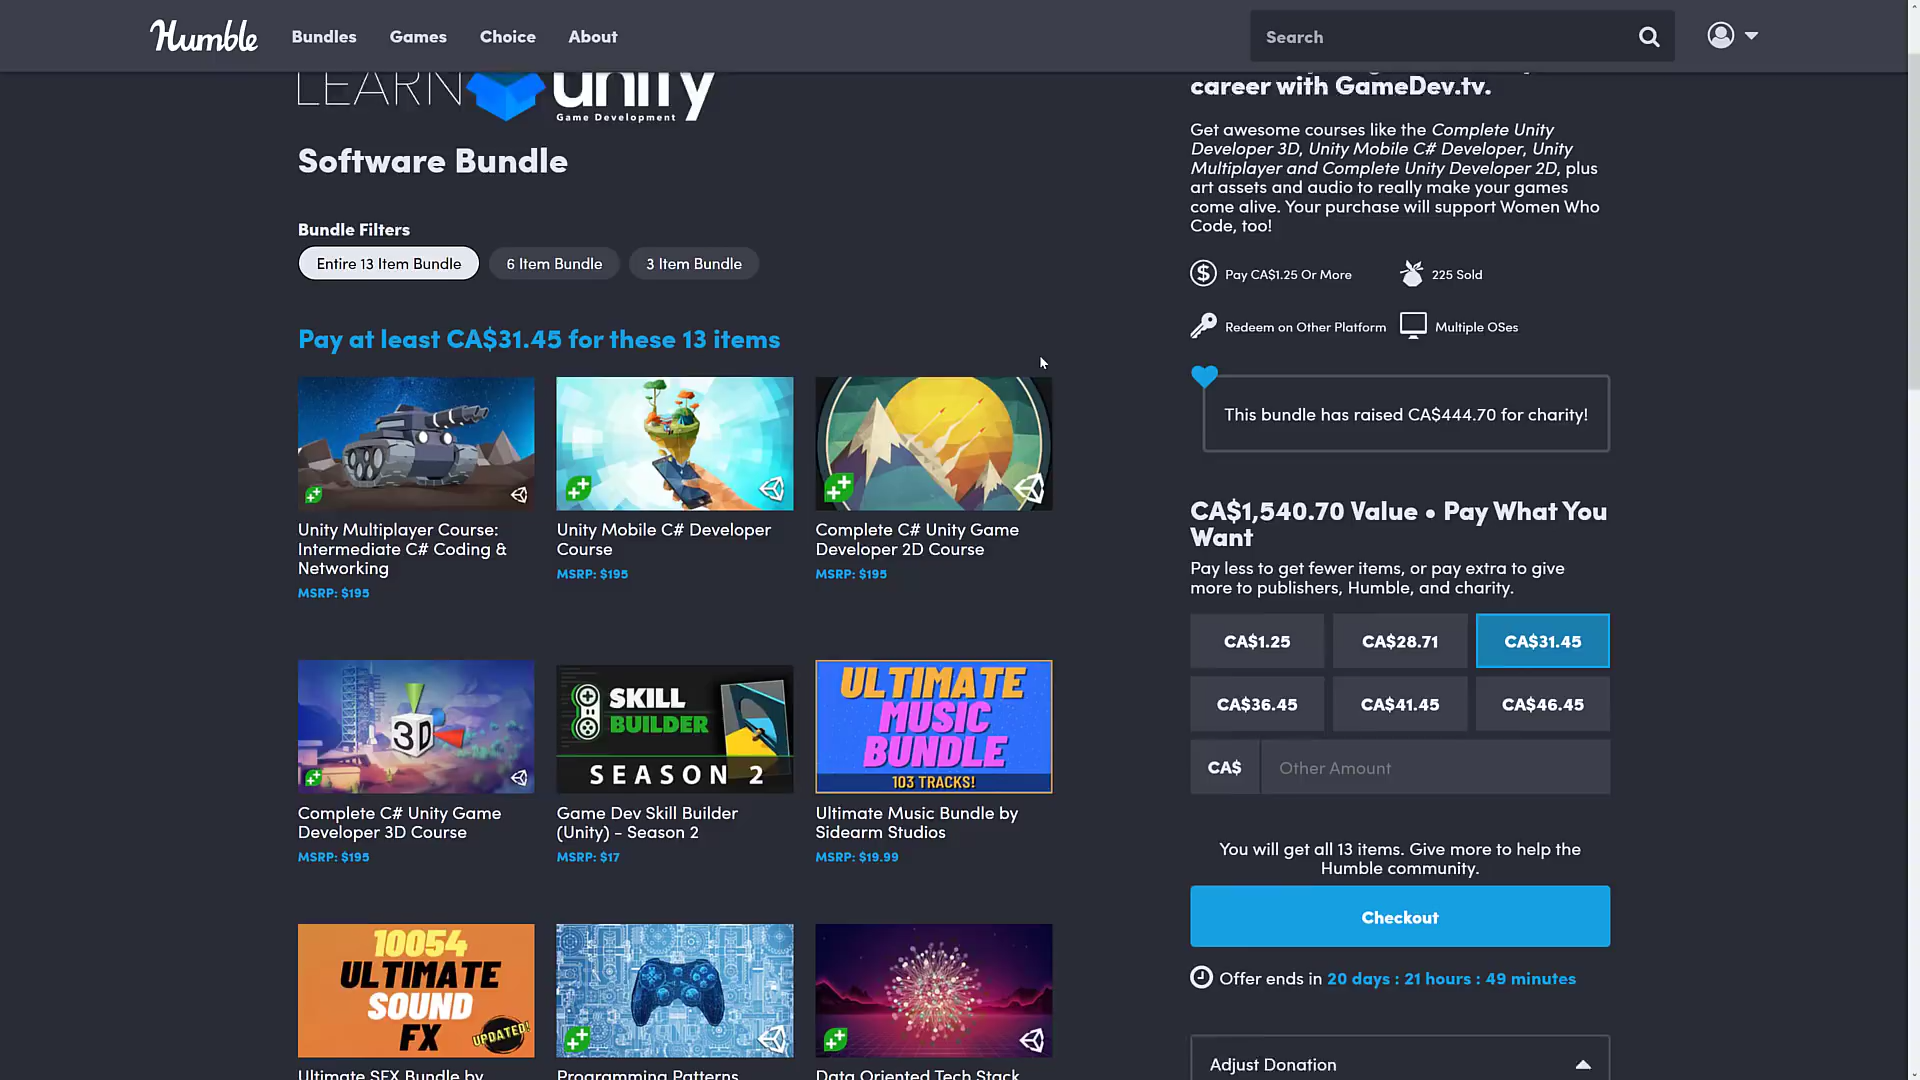 Humble
Bundles
Games
Choice
About
Search
LEARN unity
Game Development
Software Bundle
Bundle Filters
Entire 13 Item Bundle
6 Item Bundle
3 Item Bundle
Pay at least CA$31.45 for these 13 items
Unity Multiplayer Course:
Intermediate C# Coding &
Networking
MSRP: $195
Unity Mobile C# Developer
Course
MSRP: $195
Complete C# Unity Game
Developer 2D Course
MSRP: $195
3D
Complete C# Unity Game
Developer 3D Course
MSRP: $195
SKILL
BUILDER
SEASON 2
Game Dev Skill Builder
(Unity) - Season 2
MSRP: $17
ULTIMATE
MUSIC
BUNDLE
103 TRACKS!
Ultimate Music Bundle by
Sidearm Studios
MSRP: $19.99
10054
ULTIMATE
SOUND
FX
UPDATED!
Ultimate SFX Bundle by
Programming Patterns
Data Oriented Tech Stack
career with GameDev.tv.
Get awesome courses like the Complete Unity
Developer 3D, Unity Mobile C# Developer, Unity
Multiplayer and Complete Unity Developer 2D, plus
art assets and audio to really make your games
come alive. Your purchase will support Women Who
Code, too!
Pay CA$1.25 Or More
225 Sold
Redeem on Other Platform
Multiple OSes
This bundle has raised CA$444.70 for charity!
CA$1,540.70 Value • Pay What You
Want
Pay less to get fewer items, or pay extra to give
more to publishers, Humble, and charity.
CA$1.25
CA$28.71
CA$31.45
CA$36.45
CA$41.45
CA$46.45
CA$
Other Amount
You will get all 13 items. Give more to help the
Humble community.
Checkout
Offer ends in 20 days : 21 hours : 49 minutes
Adjust Donation